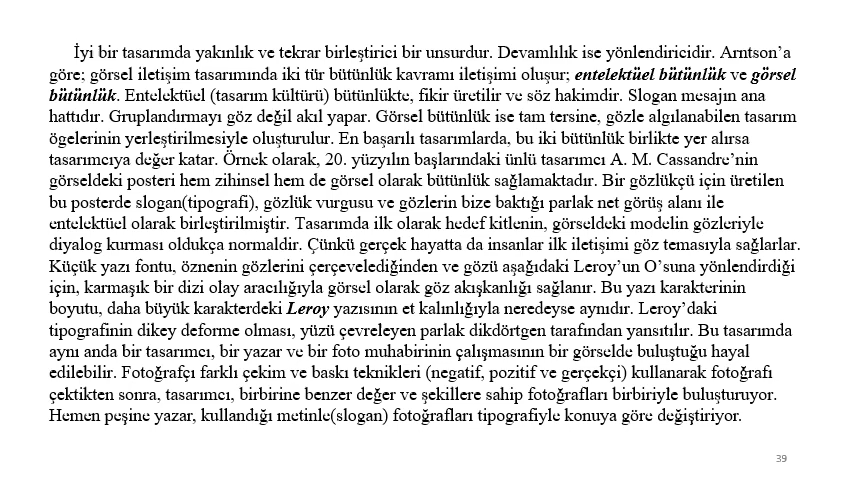 İyi bir tasarımda yakınlık ve tekrar birleştirici bir unsurdur. Devamlılık ise yönlendiricidir. Arntson’a
göre; görsel iletişim tasarımında iki tür bütünlük kavramı iletişimi oluşur; entelektüel bütünlük ve görsel
bütünlük. Entelektüel (tasarım kültürü) bütünlükte, fikir üretilir ve söz hakimdir. Slogan mesajın ana
hattıdır. Gruplandırmayı göz değil akıl yapar. Görsel bütünlük ise tam tersine, gözle algılanabilen tasarım
ögelerinin yerleştirilmesiyle oluşturulur. En başarılı tasarımlarda, bu iki bütünlük birlikte yer alırsa
tasarımcıya değer katar. Örnek olarak, 20. yüzyılın başlarındaki ünlü tasarımcı A. M. Cassandre’nin
görseldeki posteri hem zihinsel hem de görsel olarak bütünlük sağlamaktadır. Bir gözlükçü için üretilen
bu posterde slogan(tipografi), gözlük vurgusu ve gözlerin bize baktığı parlak net görüş alanı ile
entelektüel olarak birleştirilmiştir. Tasarımda ilk olarak hedef kitlenin, görseldeki modelin gözleriyle
diyalog kurması oldukça normaldir. Çünkü gerçek hayatta da insanlar ilk iletişimi göz temasıyla sağlarlar.
Küçük yazı fontu, öznenin gözlerini çerçevelediğinden ve gözü aşağıdaki Leroy’un O’suna yönlendirdiği
için, karmaşık bir dizi olay aracılığıyla görsel olarak göz akışkanlığı sağlanır. Bu yazı karakterinin
boyutu, daha büyük karakterdeki Leroy yazısının et kalınlığıyla neredeyse aynıdır. Leroy’daki
tipografinin dikey deforme olması, yüzü çevreleyen parlak dikdörtgen tarafından yansıtılır. Bu tasarımda
aynı anda bir tasarımcı, bir yazar ve bir foto muhabirinin çalışmasının bir görselde buluştuğu hayal
edilebilir. Fotoğrafçı farklı çekim ve baskı teknikleri (negatif, pozitif ve gerçekçi) kullanarak fotoğrafı
çektikten sonra, tasarımcı, birbirine benzer değer ve şekillere sahip fotoğrafları birbiriyle buluşturuyor.
Hemen peşine yazar, kullandığı metinle(slogan) fotoğrafları tipografiyle konuya göre değiştiriyor.
39